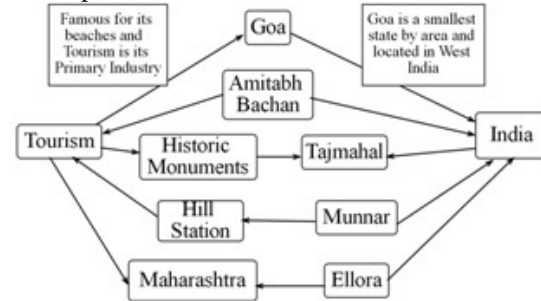 Famous for its
beaches and
Tourism is its
Primary Industry
Goa
Goa is a smallest
state by area and
located in West
India
Amitabh
Bachan
Tourism
India
Historic
Monuments
Tajmahal
Hill
Station
Munnar
Maharashtra
Ellora